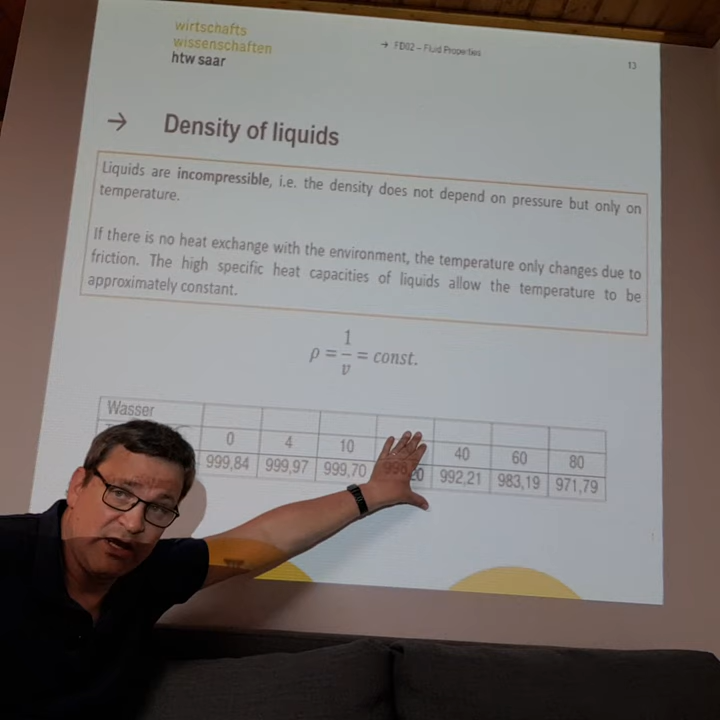 wirtschafts
wissenschaften
htw saar
→ FD02 – Fluid Properties
13
→ Density of liquids
Liquids are incompressible, i.e. the density does not depend on pressure but only on
temperature.
If there is no heat exchange with the environment, the temperature only changes due to
friction. The high specific heat capacities of liquids allow the temperature to be
approximately constant.
ρ = 1/v = const.
Wasser
0 4 10 40 60 80
999,84 999,97 999,70 992,21 983,19 971,79